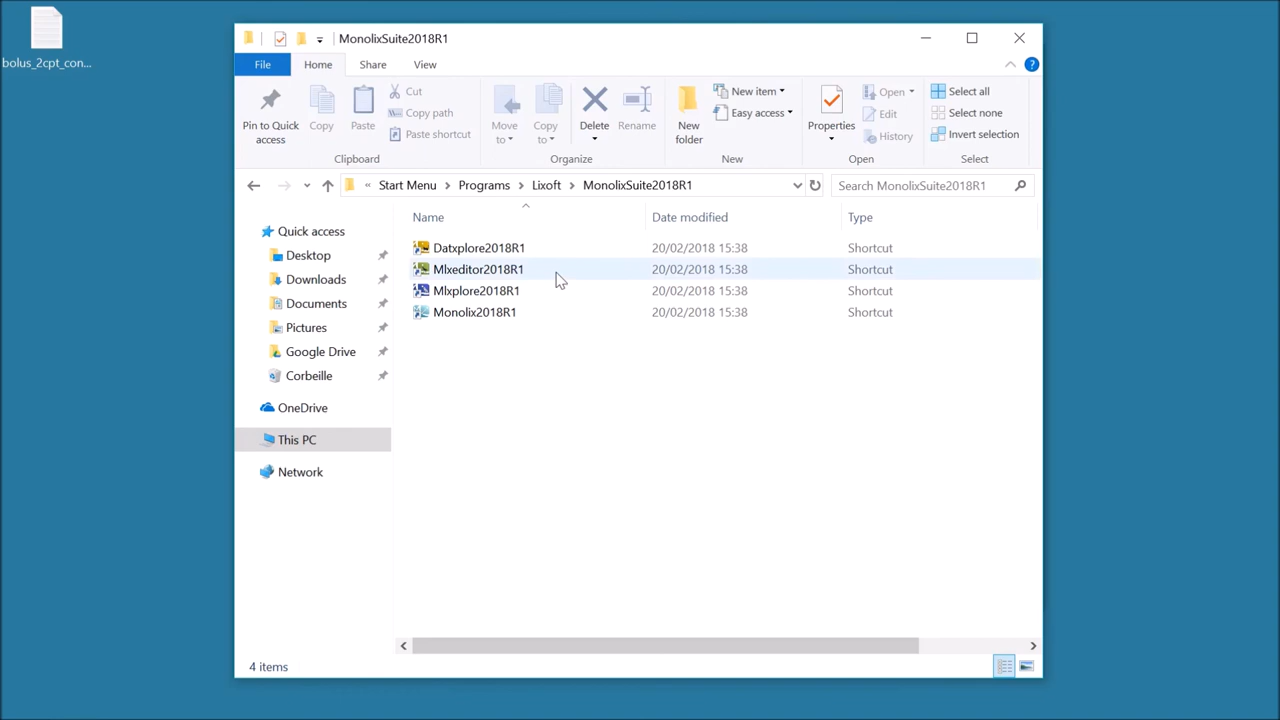 bolus_2cpt_con...
MonolixSuite2018R1
File Home Share View
Pin to Quick access
Copy
Paste
Cut
Copy path
Paste shortcut
Clipboard
Move to
Copy to
Delete
Rename
Organize
New folder
New item
Easy access
New
Properties
Open
Edit
History
Open
Select all
Select none
Invert selection
Select
« Start Menu Programs Lixoft MonolixSuite2018R1
Search MonolixSuite2018R1
Quick access
Desktop
Downloads
Documents
Pictures
Google Drive
Corbeille
OneDrive
This PC
Network
Name Date modified Type
Datxplore2018R1 20/02/2018 15:38 Shortcut
Mlxeditor2018R1 20/02/2018 15:38 Shortcut
Mlxplore2018R1 20/02/2018 15:38 Shortcut
Monolix2018R1 20/02/2018 15:38 Shortcut
4 items